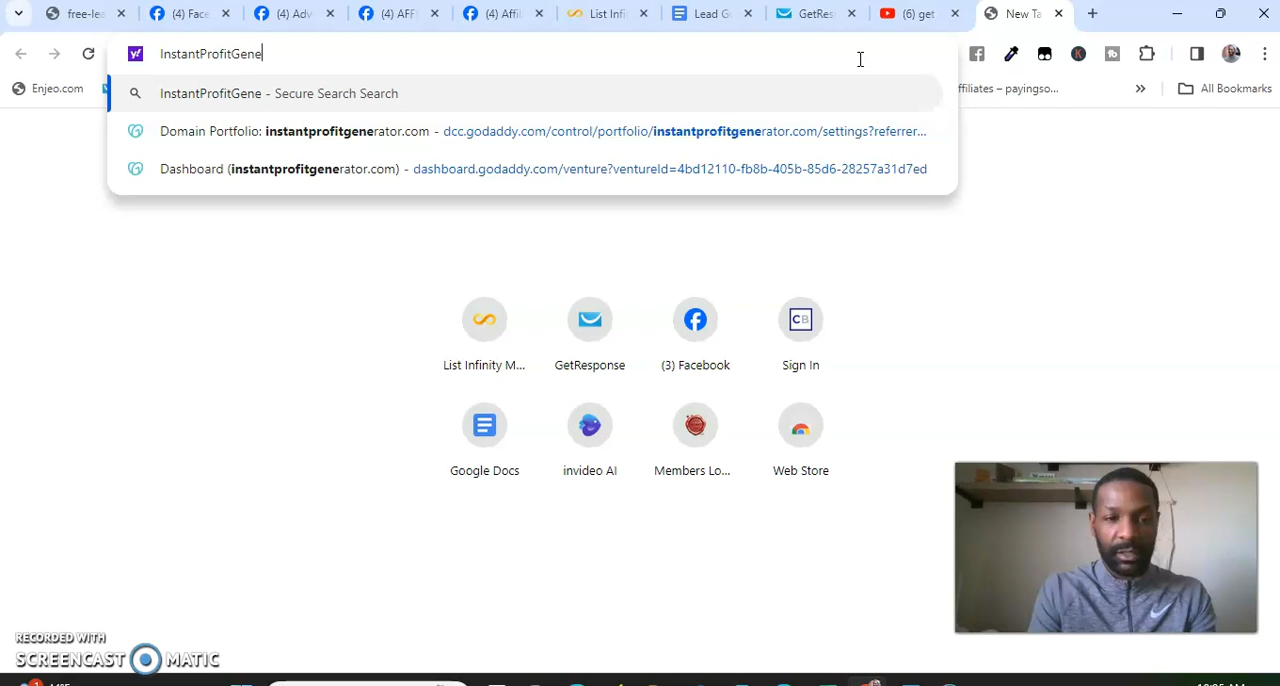 free-lea
(4) Face
(4) Adv
(4) AFF
(4) Affili
List Infi
Lead G
GetRes
(6) get
New Ta
InstantProfitGene
Enjeo.com
ffiliates – payingso...
All Bookmarks
InstantProfitGene - Secure Search Search
Domain Portfolio: instantprofitgenerator.com - dcc.godaddy.com/control/portfolio/instantprofitgenerator.com/settings?referrer...
Dashboard (instantprofitgenerator.com) - dashboard.godaddy.com/venture?ventureId=4bd12110-fb8b-405b-85d6-28257a31d7ed
List Infinity M...
GetResponse
(3) Facebook
CB
Sign In
Google Docs
invideo AI
Members Lo...
Web Store
RECORDED WITH
SCREENCAST MATIC